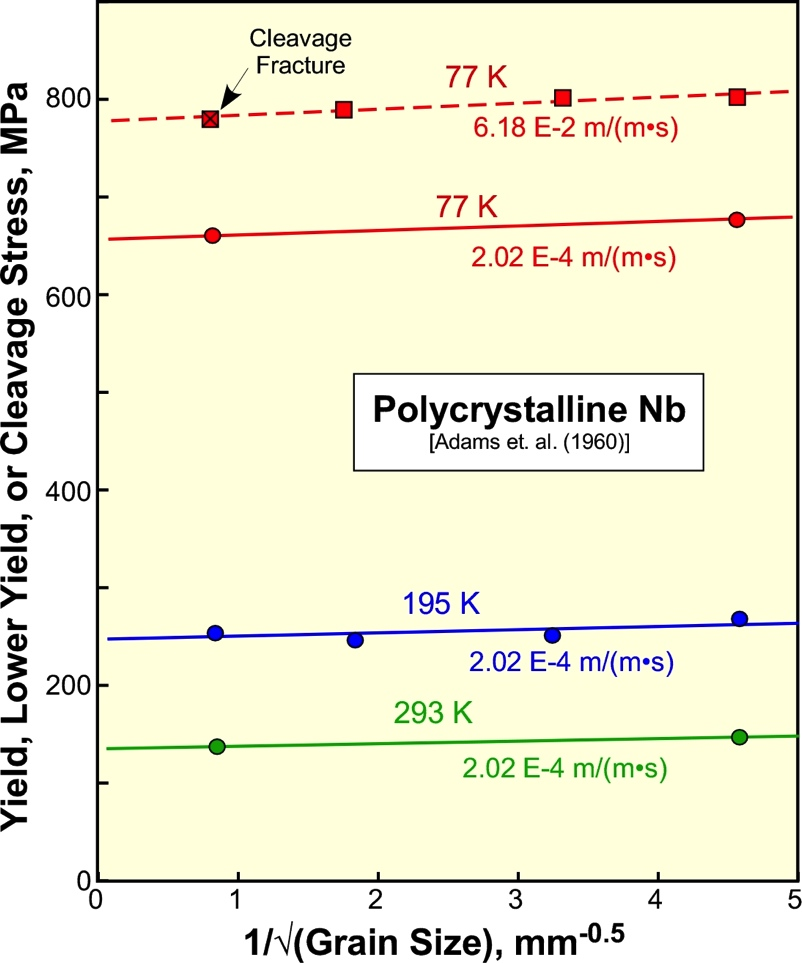 Yield, Lower Yield, or Cleavage Stress, MPa
800
600
400
200
0
Cleavage
Fracture
77 K
6.18 E-2 m/(m•s)
77 K
2.02 E-4 m/(m•s)
Polycrystalline Nb
[Adams et. al. (1960)]
195 K
2.02 E-4 m/(m•s)
293 K
2.02 E-4 m/(m•s)
0 1 2 3 4 5
1/√(Grain Size), mm-0.5